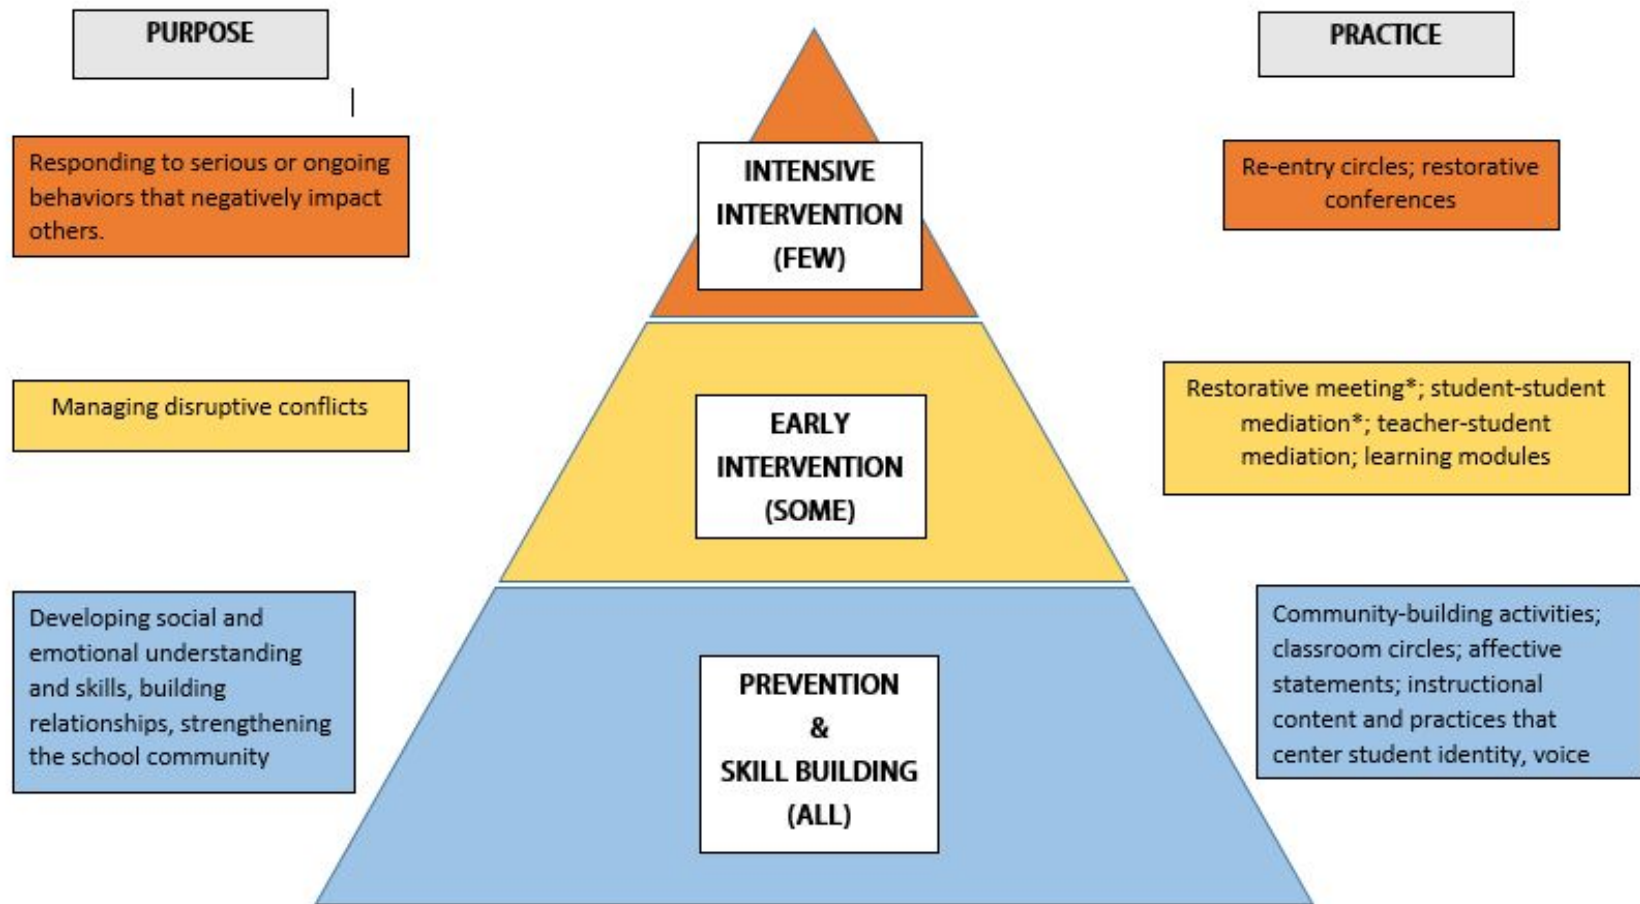 PURPOSE
PRACTICE
Responding to serious or ongoing
behaviors that negatively impact
others.
INTENSIVE
INTERVENTION
(FEW)
Re-entry circles; restorative
conferences
Managing disruptive conflicts
EARLY
INTERVENTION
(SOME)
Restorative meeting*; student-student
mediation*; teacher-student
mediation; learning modules
Developing social and
emotional understanding
and skills, building
relationships, strengthening
the school community
PREVENTION
&
SKILL BUILDING
(ALL)
Community-building activities;
classroom circles; affective
statements; instructional
content and practices that
center student identity, voice